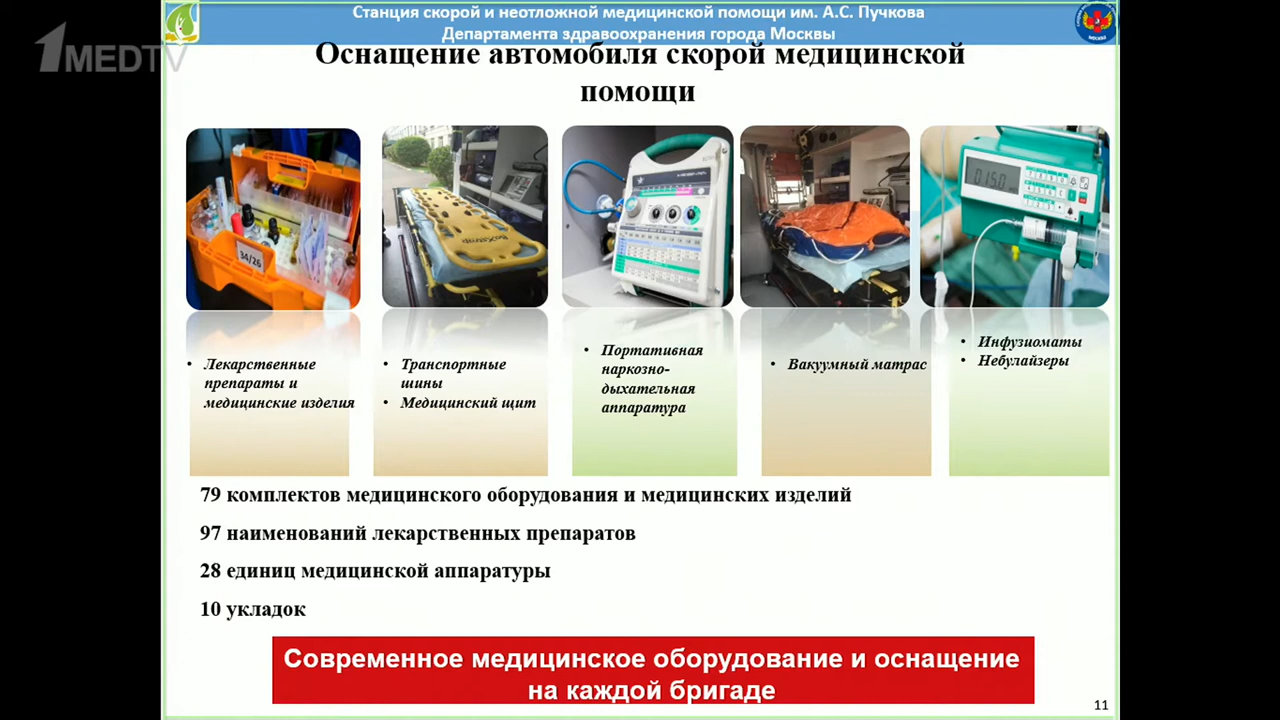 Станция скорой и неотложной медицинской помощи им. А.С. Пучкова
Департамента здравоохранения города Москвы
1MEDTV
Оснащение автомобиля скорой медицинской
помощи
34/26
• Лекарственные
препараты и
медицинские изделия
• Транспортные
шины
• Медицинский щит
• Портативная
наркозно-
дыхательная
аппаратура
• Вакуумный матрас
• Инфузиоматы
• Небулайзеры
79 комплектов медицинского оборудования и медицинских изделий
97 наименований лекарственных препаратов
28 единиц медицинской аппаратуры
10 укладок
Современное медицинское оборудование и оснащение
на каждой бригаде
11